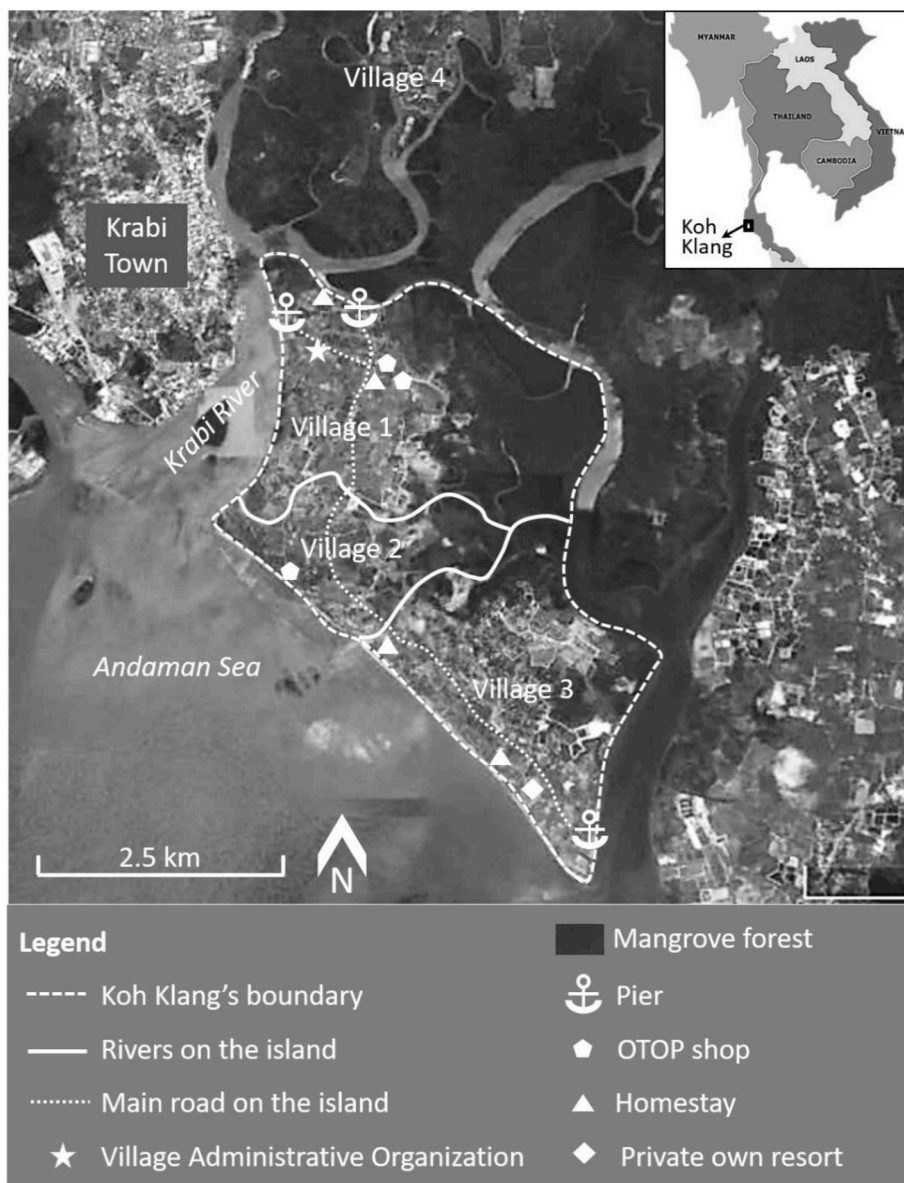 MYANMAR
LAOS
THAILAND
VIETNA
CAMBODIA
Koh
Klang
Village 4
Krabi
Town
Krabi River
Village 1
Village 2
Andaman Sea
Village 3
2.5 km
N
Legend
Koh Klang's boundary
Rivers on the island
Main road on the island
Village Administrative Organization
Mangrove forest
Pier
OTOP shop
Homestay
Private own resort